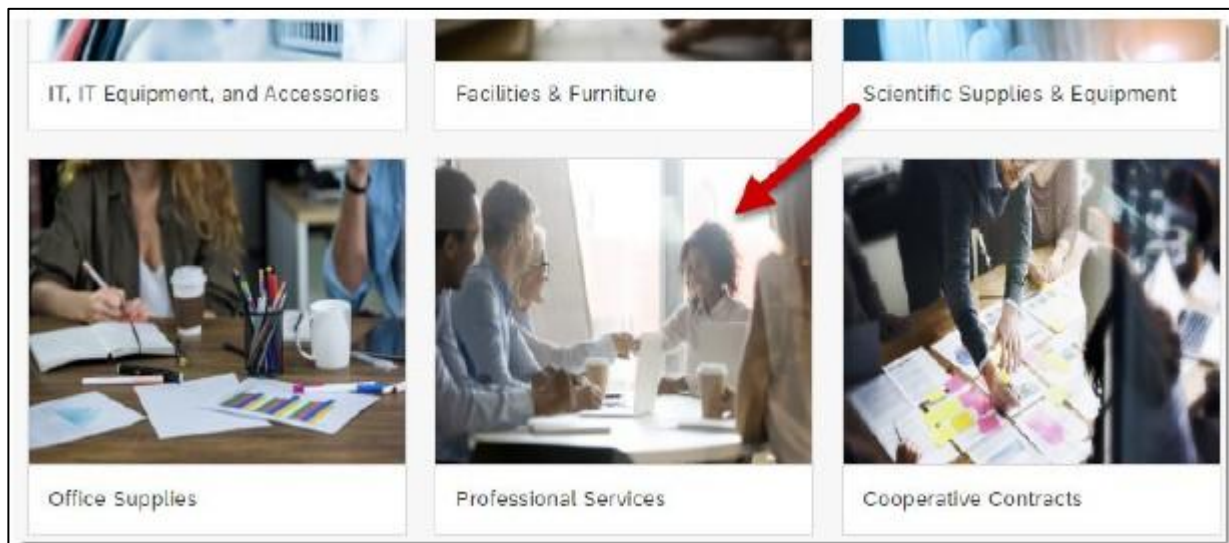 IT, IT Equipment, and Accessories
Facilities & Furniture
Scientific Supplies & Equipment
Office Supplies
Professional Services
Cooperative Contracts